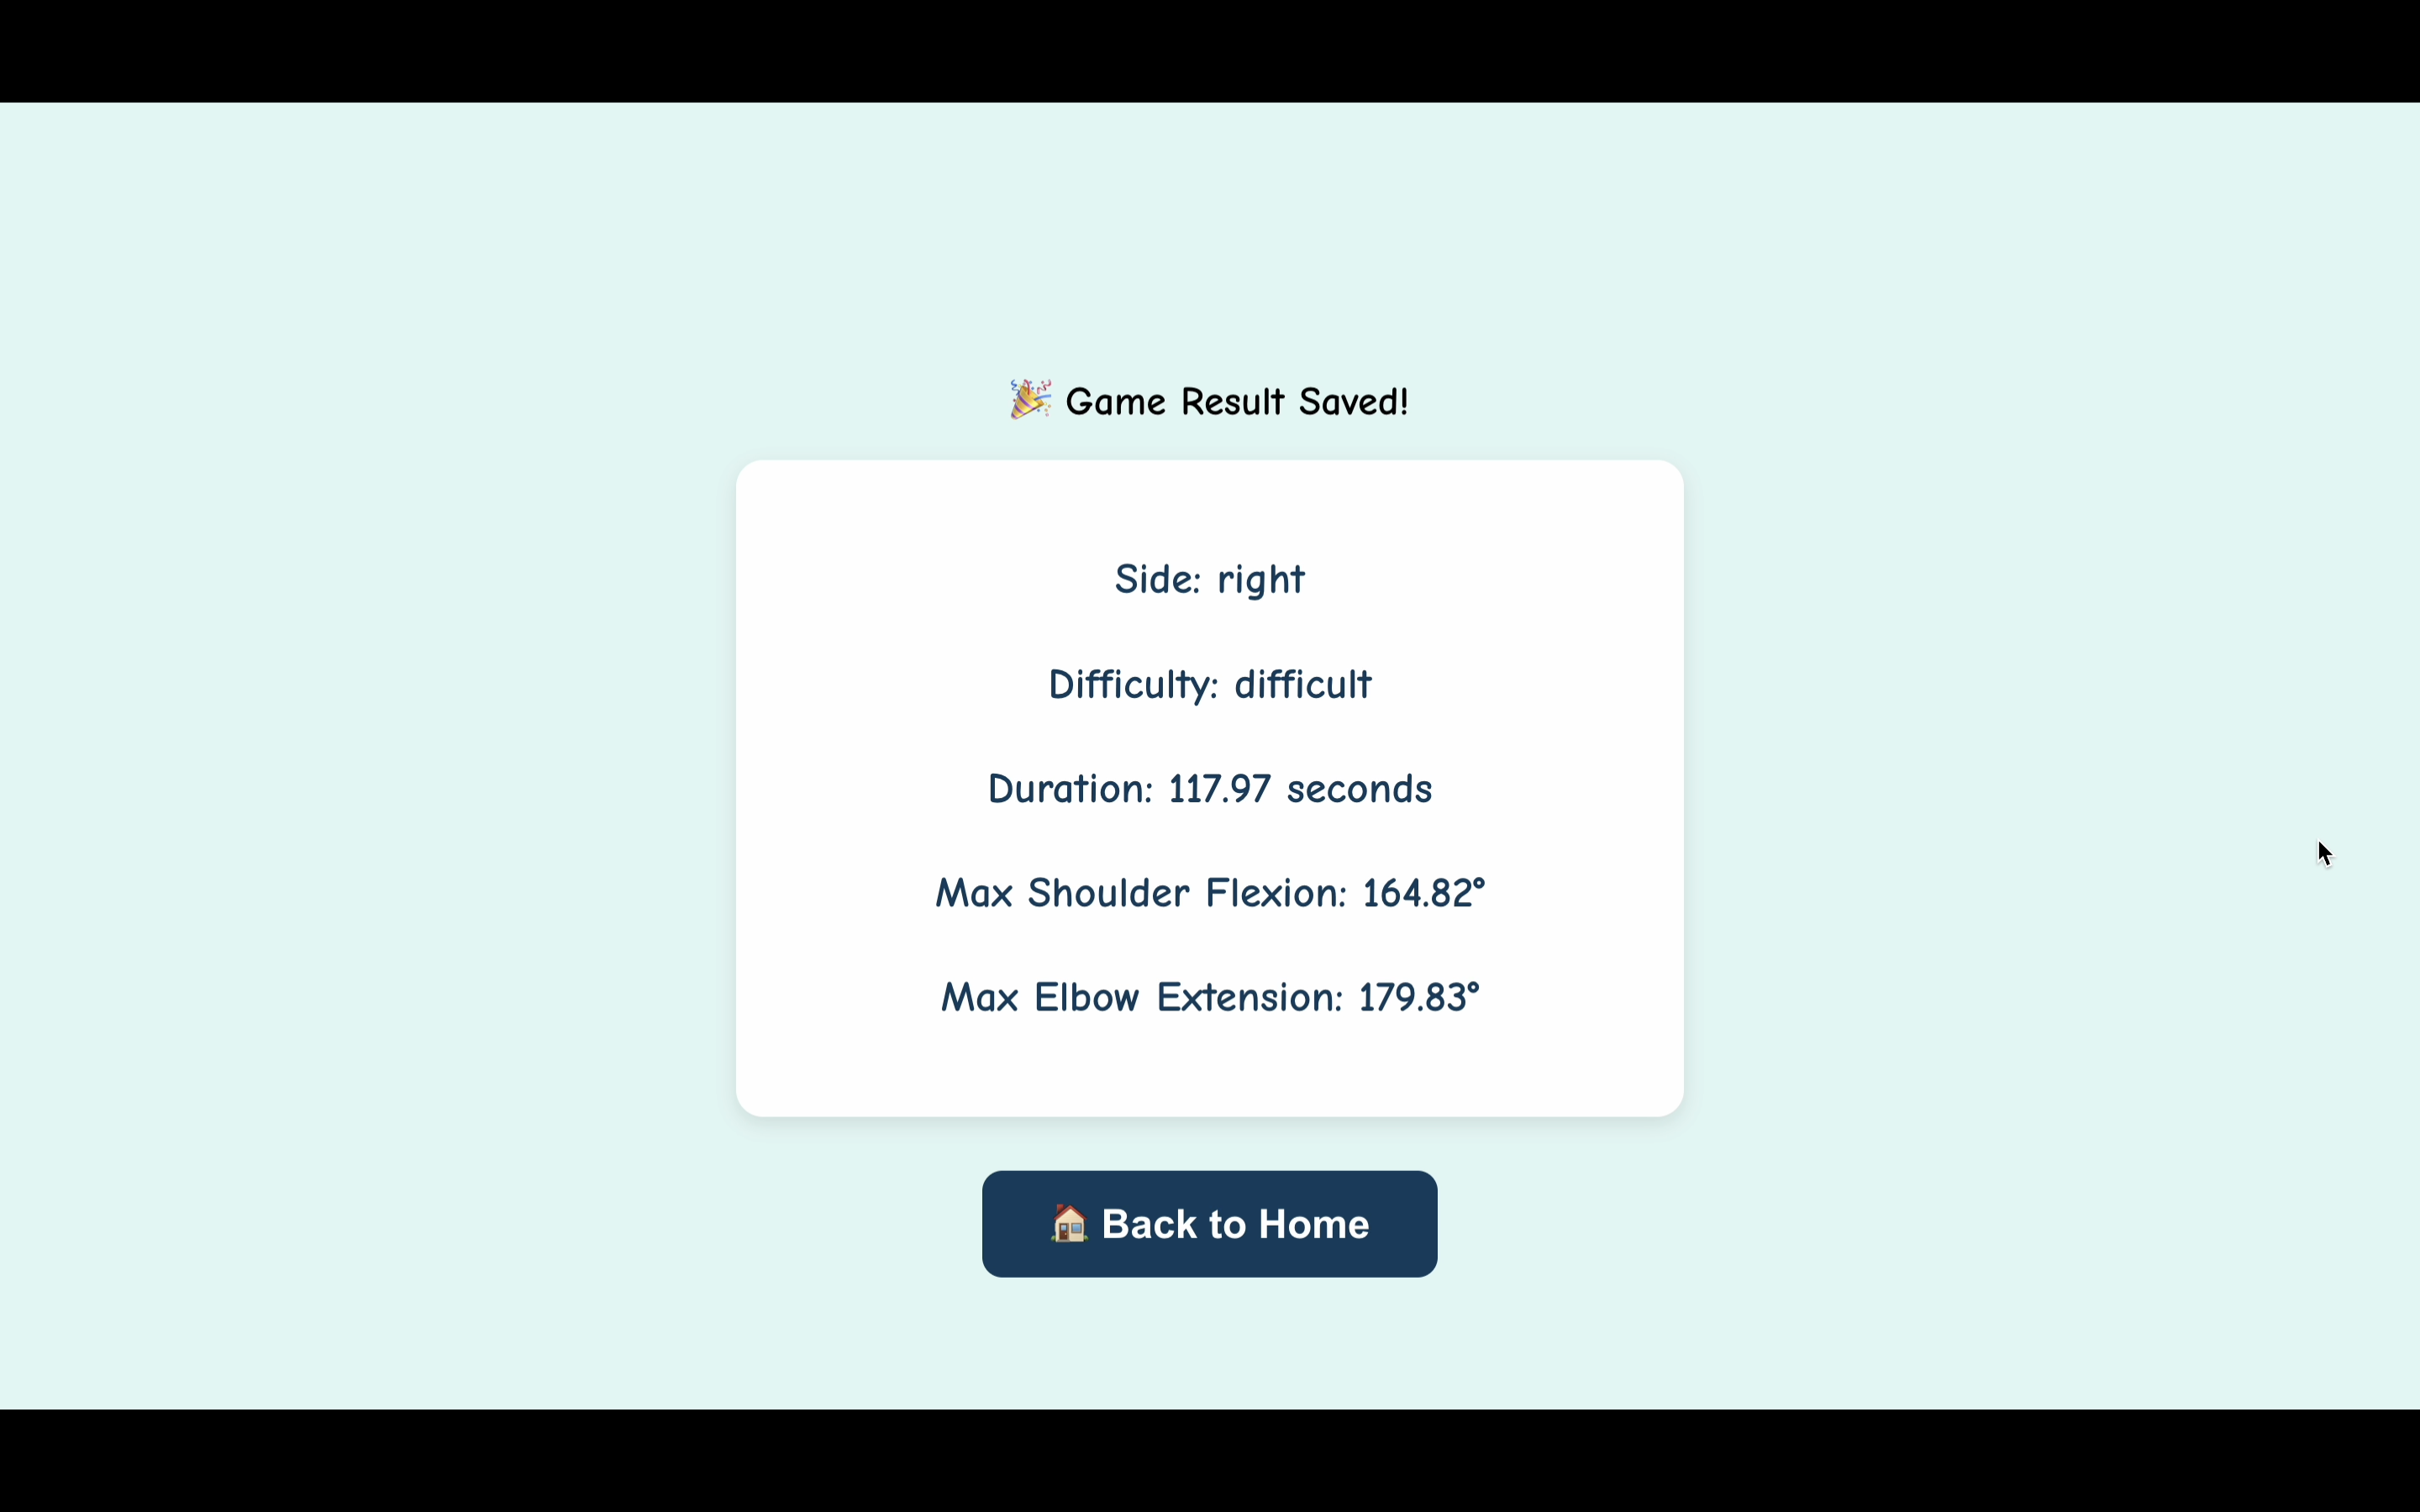 🎉 Game Result Saved!
Side: right
Difficulty: difficult
Duration: 117.97 seconds
Max Shoulder Flexion: 164.82°
Max Elbow Extension: 179.83°
🏠 Back to Home